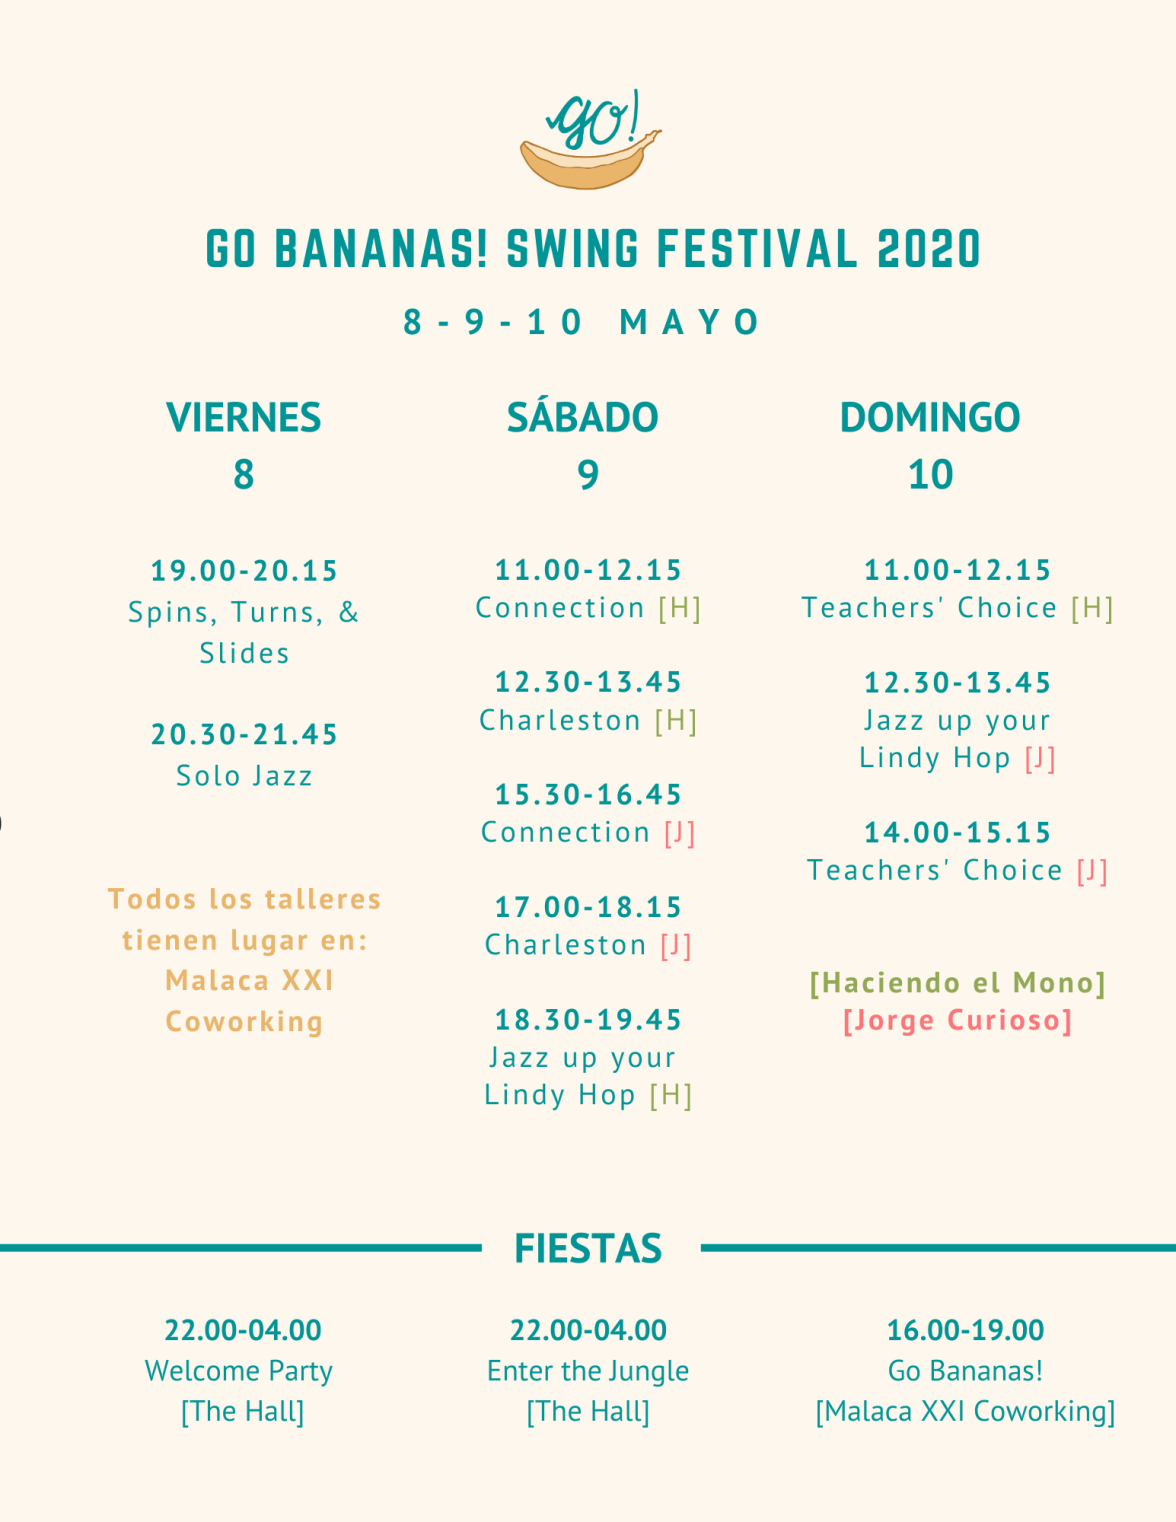 go!
GO BANANAS! SWING FESTIVAL 2020
8-9-10 MAYO
VIERNES
8
19.00-20.15
Spins, Turns, &
Slides
20.30-21.45
Solo Jazz
Todos los talleres
tienen lugar en:
Malaca XXI
Coworking
SÁBADO
9
11.00-12.15
Connection [H]
12.30-13.45
Charleston [H]
15.30-16.45
Connection [J]
17.00-18.15
Charleston [J]
18.30-19.45
Jazz up your
Lindy Hop [H]
DOMINGO
10
11.00-12.15
Teachers' Choice [H]
12.30-13.45
Jazz up your
Lindy Hop [J]
14.00-15.15
Teachers' Choice [J]
[Haciendo el Mono]
[Jorge Curioso]
FIESTAS
22.00-04.00
Welcome Party
[The Hall]
22.00-04.00
Enter the Jungle
[The Hall]
16.00-19.00
Go Bananas!
[Malaca XXI Coworking]